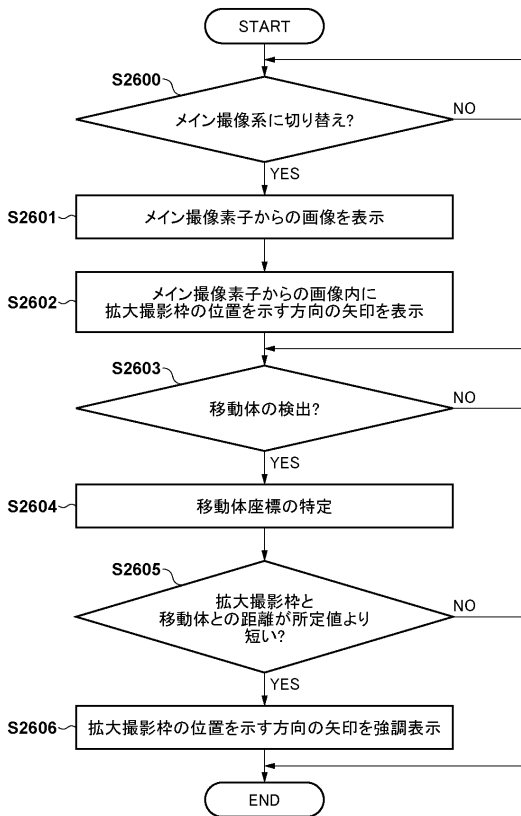 START
S2600
メイン撮像系に切り替え?
NO
YES
S2601
メイン撮像素子からの画像を表示
S2602
メイン撮像素子からの画像内に
拡大撮影枠の位置を示す方向の矢印を表示
S2603
移動体の検出?
NO
YES
S2604
移動体座標の特定
S2605
拡大撮影枠と
移動体との距離が所定値より
短い?
NO
YES
S2606
拡大撮影枠の位置を示す方向の矢印を強調表示
END